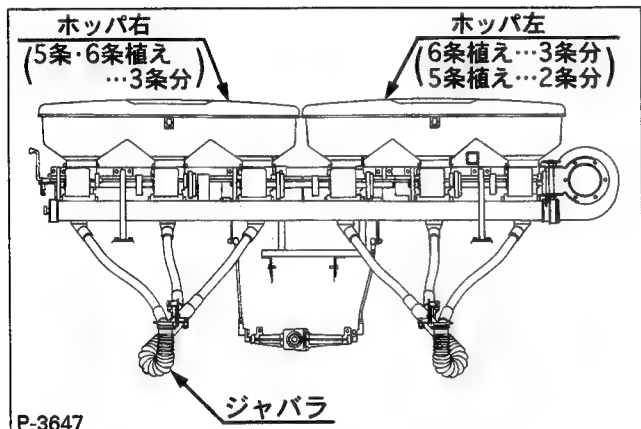 ホッパ右
(5条・6条植え
…3条分)
ホッパ左
(6条植え…3条分
5条植え…2条分)
ジャバラ
P-3647